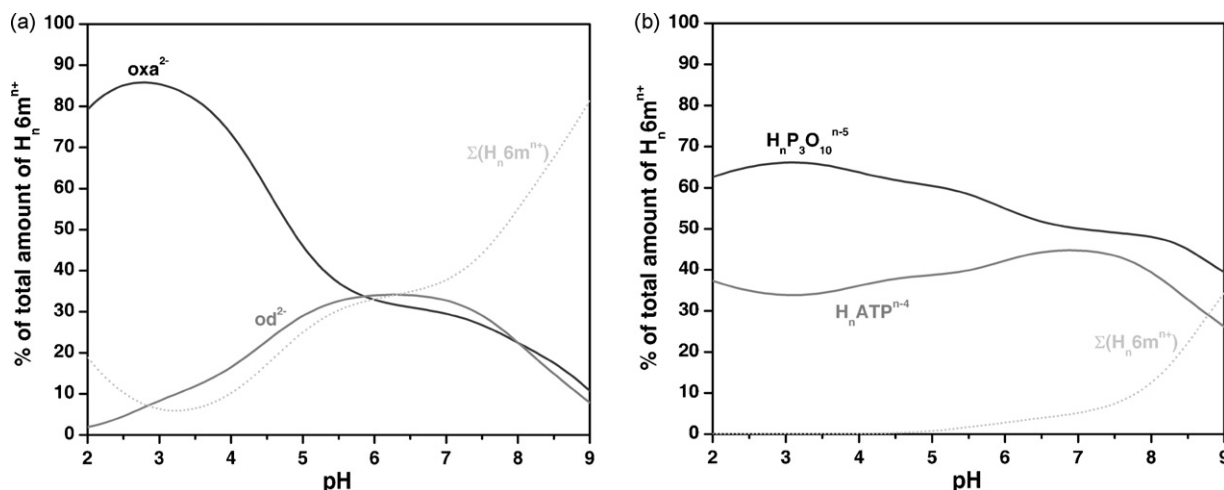 (a)
% of total amount of HₙGmⁿ⁺
100
90
80
70
60
50
40
30
20
10
0
oxa²⁻
Σ(Hₙ6mⁿ⁺)
od²⁻
2 3 4 5 6 7 8 9
pH
(b)
% of total amount of Hₙ6mⁿ⁺
100
90
80
70
60
50
40
30
20
10
0
HₙP₃O₁₀ⁿ⁻⁵
HₙATPⁿ⁻⁴
Σ(Hₙ6mⁿ⁺)
2 3 4 5 6 7 8 9
pH